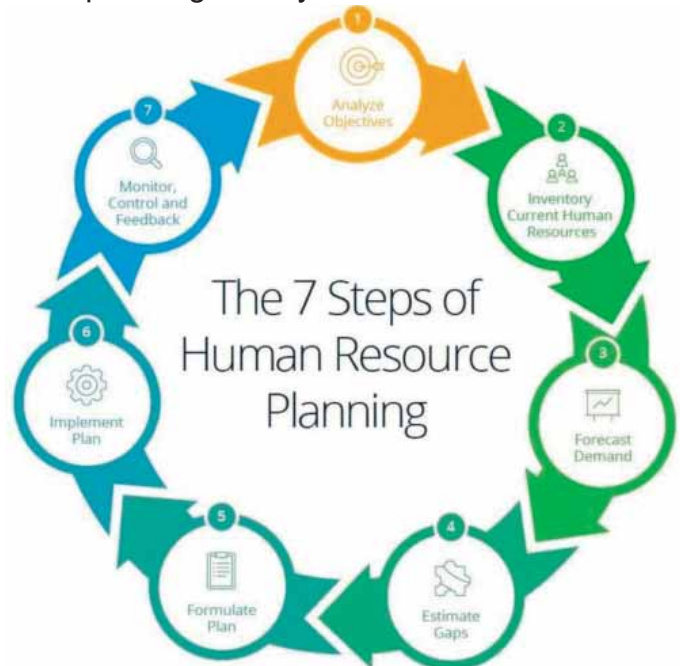 1
Analyze
Objectives
2
Inventory
Current Human
Resources
3
Forecast
Demand
4
Estimate
Gaps
5
Formulate
Plan
6
Implement
Plan
7
Monitor,
Control and
Feedback
The 7 Steps of
Human Resource
Planning